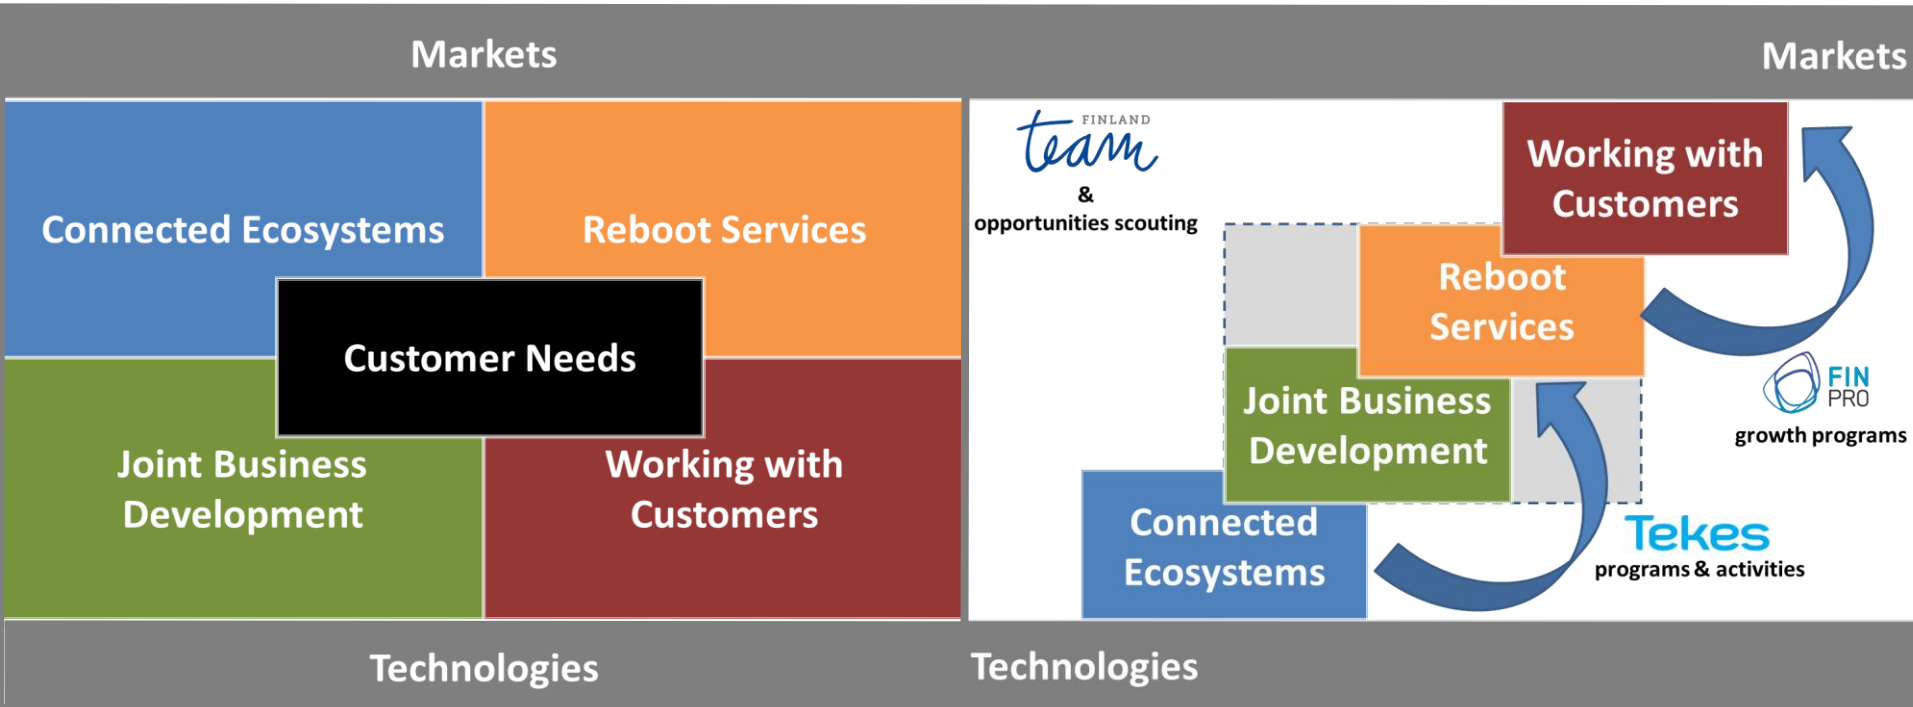 Markets
Connected Ecosystems
Reboot Services
Customer Needs
Joint Business
Development
Working with
Customers
Technologies
Markets
FINLAND
team
&
opportunities scouting
Working with
Customers
Reboot
Services
FIN
PRO
growth programs
Joint Business
Development
Connected
Ecosystems
Tekes
programs & activities
Technologies